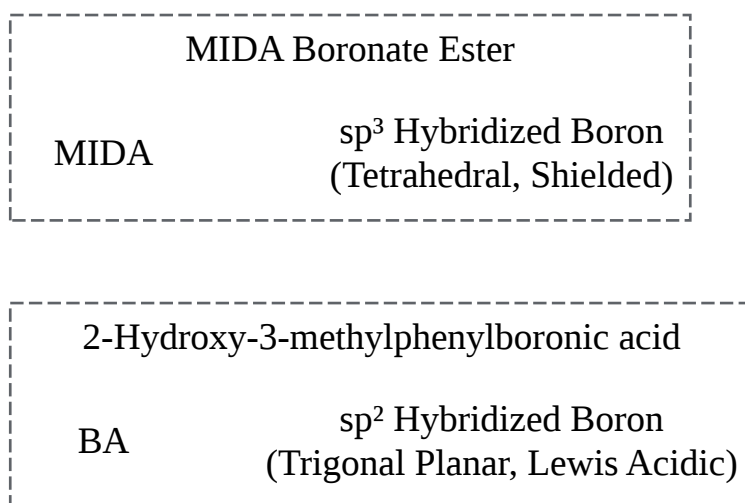 MIDA Boronate Ester
MIDA
sp³ Hybridized Boron
(Tetrahedral, Shielded)
2-Hydroxy-3-methylphenylboronic acid
BA
sp² Hybridized Boron
(Trigonal Planar, Lewis Acidic)